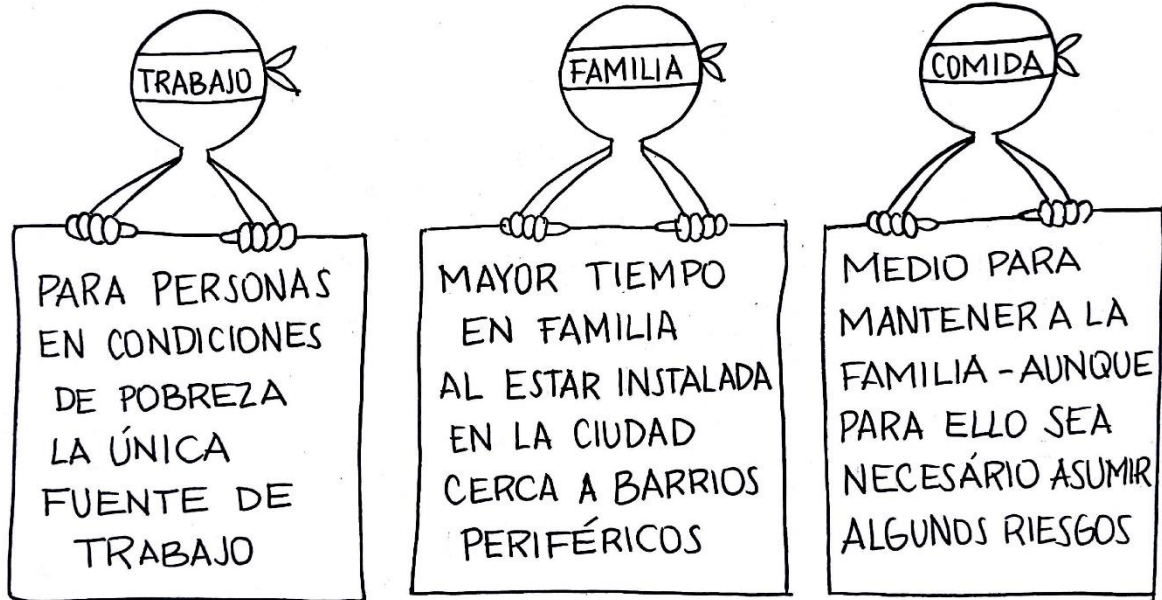 TRABAJO
PARA PERSONAS
EN CONDICIONES
DE POBREZA
LA ÚNICA
FUENTE DE
TRABAJO
FAMILIA
MAYOR TIEMPO
EN FAMILIA
AL ESTAR INSTALADA
EN LA CIUDAD
CERCA A BARRIOS
PERIFÉRICOS
COMIDA
MEDIO PARA
MANTENER A LA
FAMILIA - AUNQUE
PARA ELLO SEA
NECESÁRIO ASUMIR
ALGUNOS RIESGOS